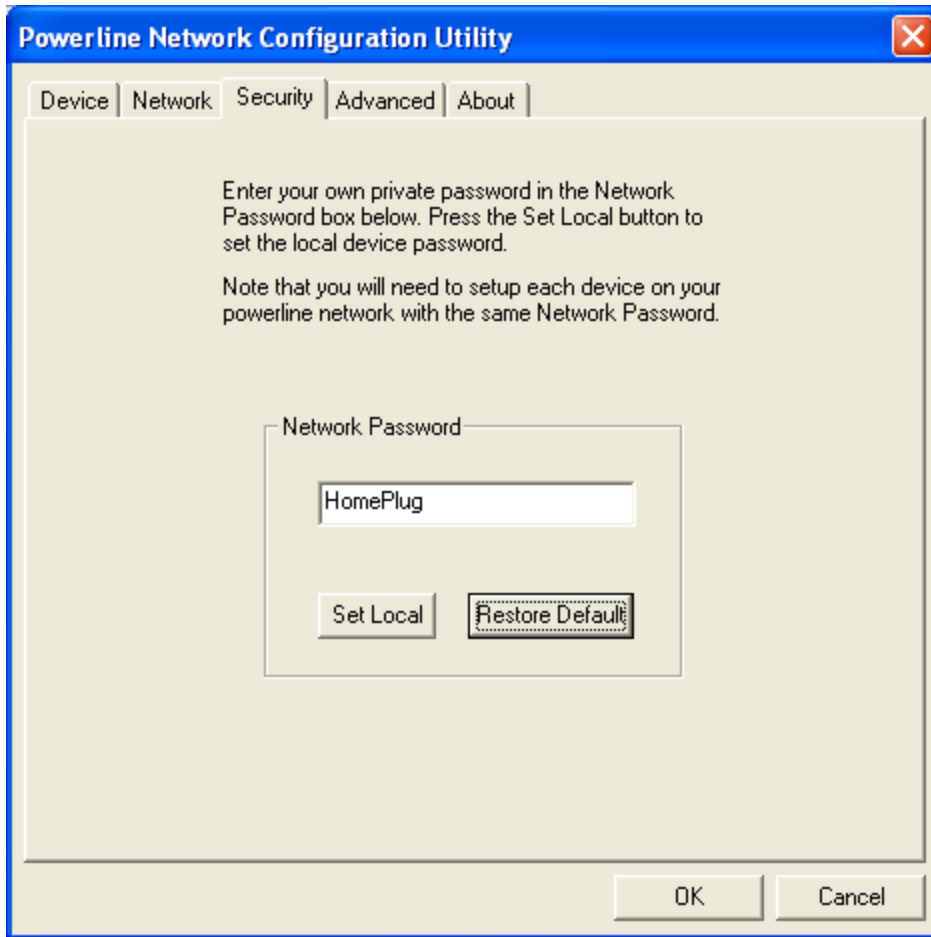 Powerline Network Configuration Utility
Device Network Security Advanced About
Enter your own private password in the Network
Password box below. Press the Set Local button to
set the local device password.
Note that you will need to setup each device on your
powerline network with the same Network Password.
Network Password
HomePlug
Set Local Restore Default
OK Cancel